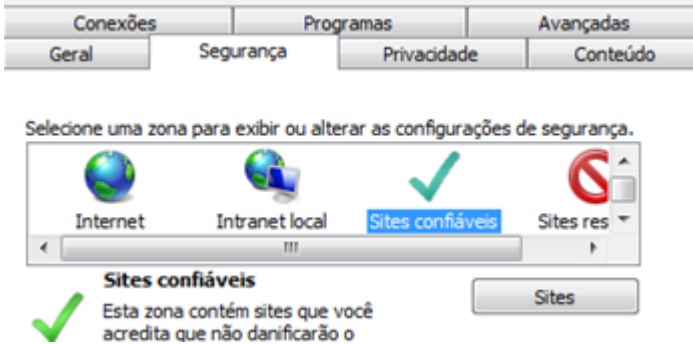 Conexões Programas Avançadas
Geral Segurança Privacidade Conteúdo
Selecione uma zona para exibir ou alterar as configurações de segurança.
Internet Intranet local Sites confiáveis Sites res
Sites confiáveis
Sites
Esta zona contém sites que você
acredita que não danificarão o